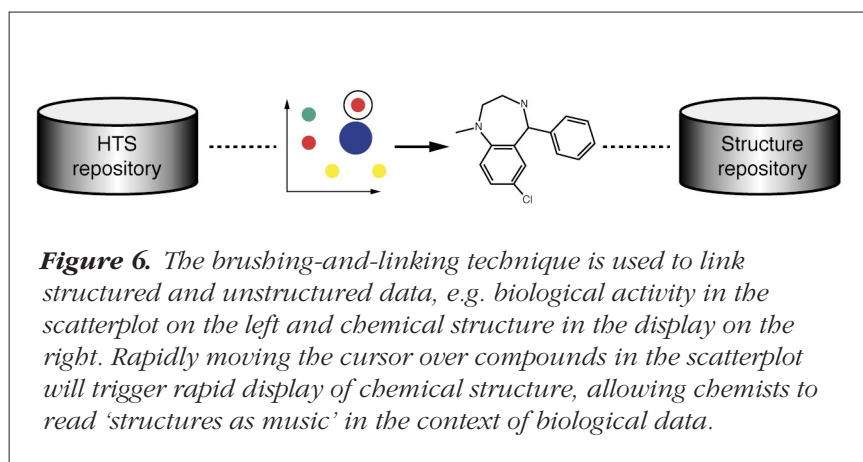 HTS
repository
N
N
Cl
Structure
repository
Figure 6. The brushing-and-linking technique is used to link
structured and unstructured data, e.g. biological activity in the
scatterplot on the left and chemical structure in the display on the
right. Rapidly moving the cursor over compounds in the scatterplot
will trigger rapid display of chemical structure, allowing chemists to
read ‘structures as music’ in the context of biological data.